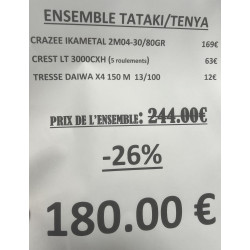 ENSEMBLE TATAKI/TENYA
CRAZEE IKAMETAL 2M04-30/80GR 169€
CREST LT 3000CXH (5 roulements) 63€
TRESSE DAIWA X4 150 M 13/100 12€
PRIX DE L'ENSEMBLE: 244.00€
-26%
180.00 €